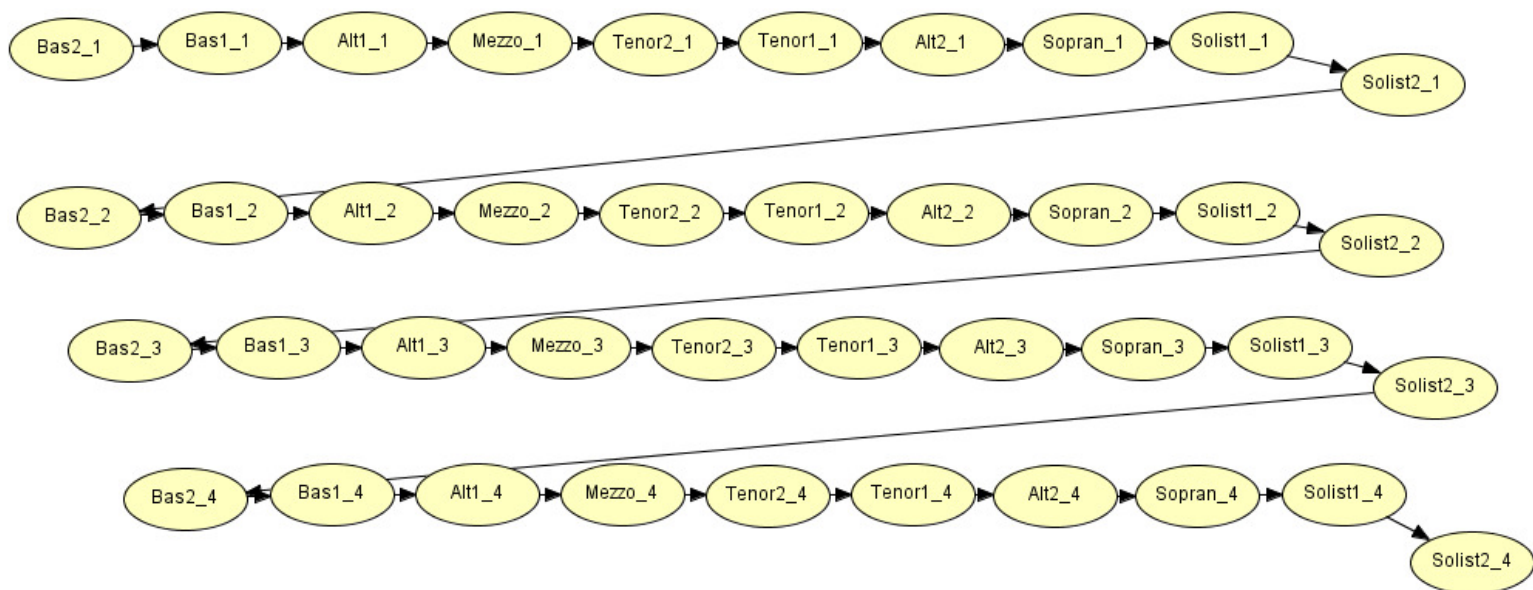 Bas2_1 Bas1_1 Alt1_1 Mezzo_1 Tenor2_1 Tenor1_1 Alt2_1 Sopran_1 Solist1_1 Solist2_1
Bas2_2 Bas1_2 Alt1_2 Mezzo_2 Tenor2_2 Tenor1_2 Alt2_2 Sopran_2 Solist1_2 Solist2_2
Bas2_3 Bas1_3 Alt1_3 Mezzo_3 Tenor2_3 Tenor1_3 Alt2_3 Sopran_3 Solist1_3 Solist2_3
Bas2_4 Bas1_4 Alt1_4 Mezzo_4 Tenor2_4 Tenor1_4 Alt2_4 Sopran_4 Solist1_4 Solist2_4